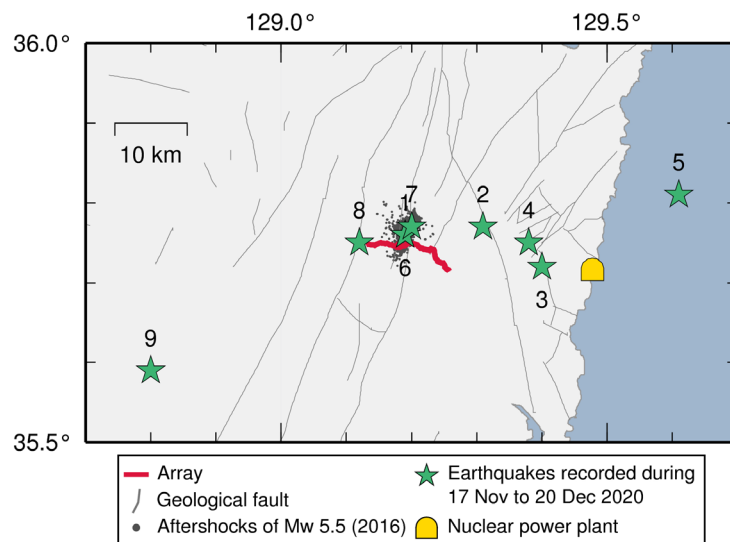 129.0° 129.5°
36.0°
10 km
5
7
1
2
8
4
6
3
9
35.5°
Array
Geological fault
Aftershocks of Mw 5.5 (2016)
Earthquakes recorded during
17 Nov to 20 Dec 2020
Nuclear power plant